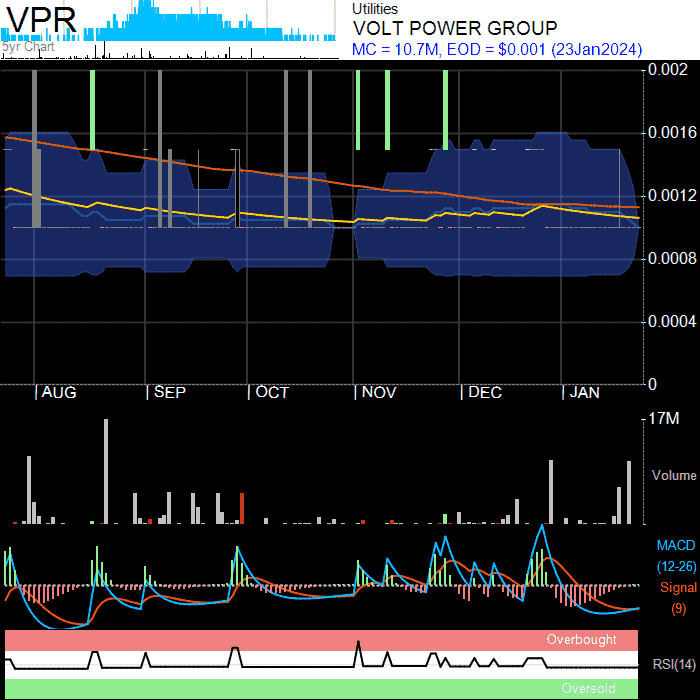 VPR
5yr Chart
Utilities
VOLT POWER GROUP
MC = 10.7M, EOD = $0.001 (23Jan2024)
0.002
0.0016
0.0012
0.0008
0.0004
0
AUG SEP OCT NOV DEC JAN
17M
Volume
MACD
(12-26)
Signal
(9)
Overbought
RSI(14)
Oversold